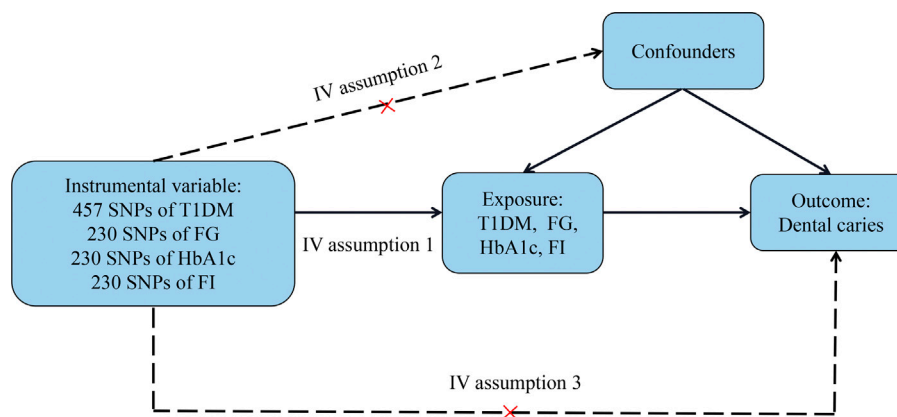 Confounders
IV assumption 2
Instrumental variable:
457 SNPs of T1DM
230 SNPs of FG
230 SNPs of HbA1c
230 SNPs of FI
IV assumption 1
Exposure:
T1DM, FG,
HbA1c, FI
Outcome:
Dental caries
IV assumption 3